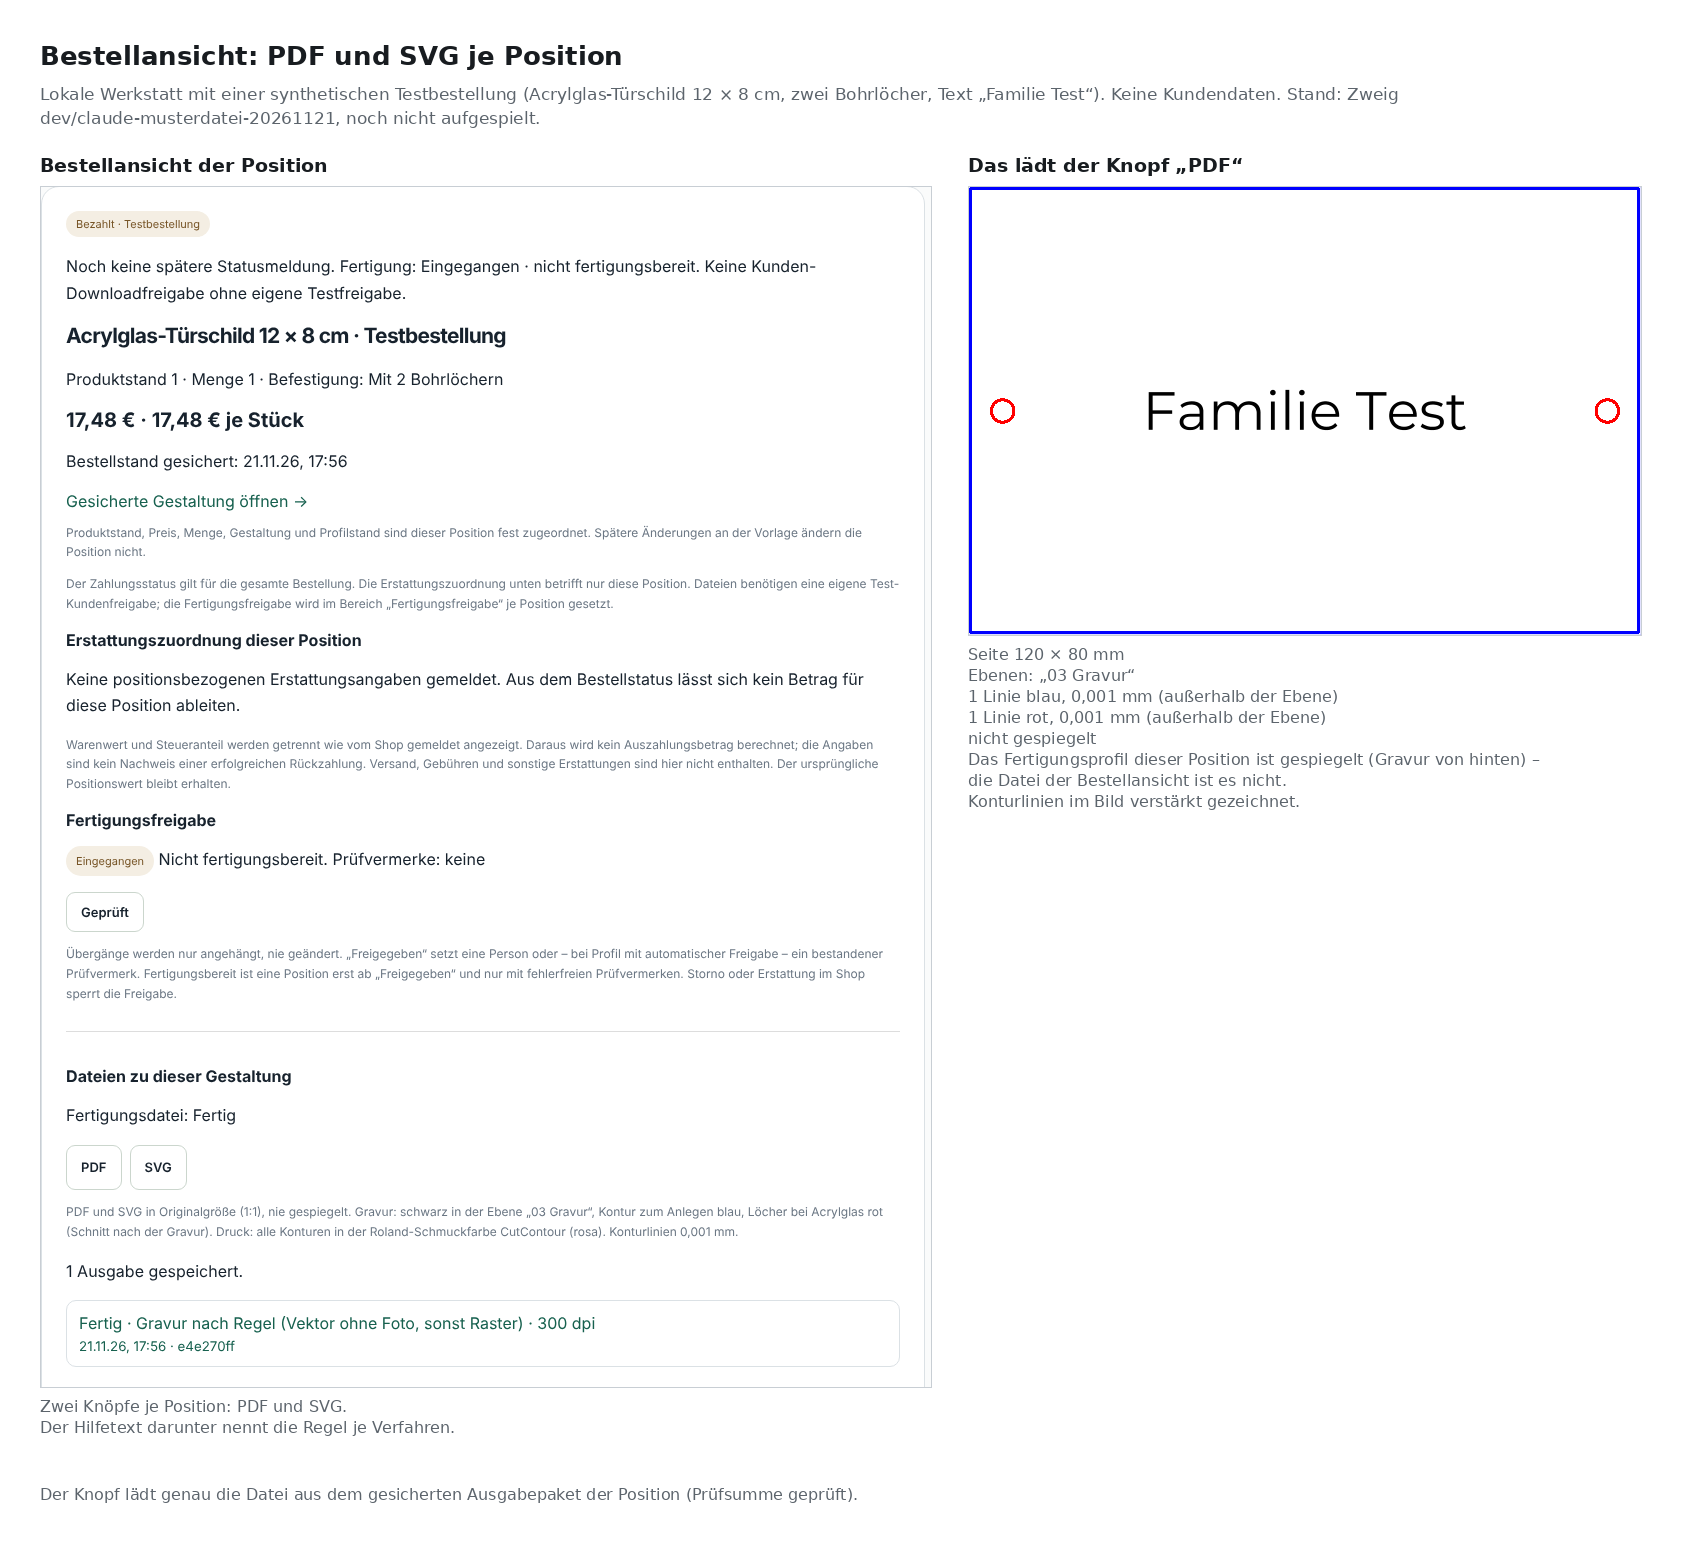 Bestellansicht: PDF und SVG je Position
Lokale Werkstatt mit einer synthetischen Testbestellung (Acrylglas-Türschild 12 × 8 cm, zwei Bohrlöcher, Text „Familie Test“). Keine Kundendaten. Stand: Zweig
dev/claude-musterdatei-20261121, noch nicht aufgespielt.
Bestellansicht der Position
Bezahlt · Testbestellung
Noch keine spätere Statusmeldung. Fertigung: Eingegangen · nicht fertigungsbereit. Keine Kunden-
Downloadfreigabe ohne eigene Testfreigabe.
Acrylglas-Türschild 12 × 8 cm · Testbestellung
Produktstand 1 · Menge 1 · Befestigung: Mit 2 Bohrlöchern
17,48 € · 17,48 € je Stück
Bestellstand gesichert: 21.11.26, 17:56
Gesicherte Gestaltung öffnen →
Produktstand, Preis, Menge, Gestaltung und Profilstand sind dieser Position fest zugeordnet. Spätere Änderungen an der Vorlage ändern die
Position nicht.
Der Zahlungsstatus gilt für die gesamte Bestellung. Die Erstattungszuordnung unten betrifft nur diese Position. Dateien benötigen eine eigene Test-
Kundenfreigabe; die Fertigungsfreigabe wird im Bereich „Fertigungsfreigabe“ je Position gesetzt.
Erstattungszuordnung dieser Position
Keine positionsbezogenen Erstattungsangaben gemeldet. Aus dem Bestellstatus lässt sich kein Betrag für
diese Position ableiten.
Warenwert und Steueranteil werden getrennt wie vom Shop gemeldet angezeigt. Daraus wird kein Auszahlungsbetrag berechnet; die Angaben
sind kein Nachweis einer erfolgreichen Rückzahlung. Versand, Gebühren und sonstige Erstattungen sind hier nicht enthalten. Der ursprüngliche
Positionswert bleibt erhalten.
Fertigungsfreigabe
Eingegangen Nicht fertigungsbereit. Prüfvermerke: keine
Geprüft
Übergänge werden nur angehängt, nie geändert. „Freigegeben“ setzt eine Person oder – bei Profil mit automatischer Freigabe – ein bestandener
Prüfvermerk. Fertigungsbereit ist eine Position erst ab „Freigegeben“ und nur mit fehlerfreien Prüfvermerken. Storno oder Erstattung im Shop
sperrt die Freigabe.
Dateien zu dieser Gestaltung
Fertigungsdatei: Fertig
PDF SVG
PDF und SVG in Originalgröße (1:1), nie gespiegelt. Gravur: schwarz in der Ebene „03 Gravur“, Kontur zum Anlegen blau, Löcher bei Acrylglas rot
(Schnitt nach der Gravur). Druck: alle Konturen in der Roland-Schmuckfarbe CutContour (rosa). Konturlinien 0,001 mm.
1 Ausgabe gespeichert.
Fertig · Gravur nach Regel (Vektor ohne Foto, sonst Raster) · 300 dpi
21.11.26, 17:56 · e4e270ff
Zwei Knöpfe je Position: PDF und SVG.
Der Hilfetext darunter nennt die Regel je Verfahren.
Das lädt der Knopf „PDF“
Familie Test
Seite 120 × 80 mm
Ebenen: „03 Gravur“
1 Linie blau, 0,001 mm (außerhalb der Ebene)
1 Linie rot, 0,001 mm (außerhalb der Ebene)
nicht gespiegelt
Das Fertigungsprofil dieser Position ist gespiegelt (Gravur von hinten) –
die Datei der Bestellansicht ist es nicht.
Konturlinien im Bild verstärkt gezeichnet.
Der Knopf lädt genau die Datei aus dem gesicherten Ausgabepaket der Position (Prüfsumme geprüft).